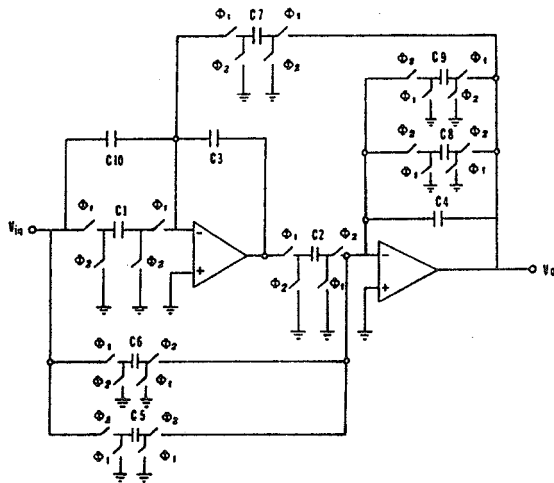 Φ₁ C7 Φ₁
Φ₂ Φ₂
Φ₂ C9 Φ₁
Φ₁ Φ₂
Φ₂ C8 Φ₂
Φ₁ Φ₁
C10 C3
C4
Φ₁ C1 Φ₁
Viq
Φ₂ Φ₂
Φ₁ C2 Φ₂
Φ₂ Φ₁
- +
- +
Vo
Φ₁ C6 Φ₂
Φ₂ Φ₁
Φ₂ C5 Φ₂
Φ₁ Φ₁